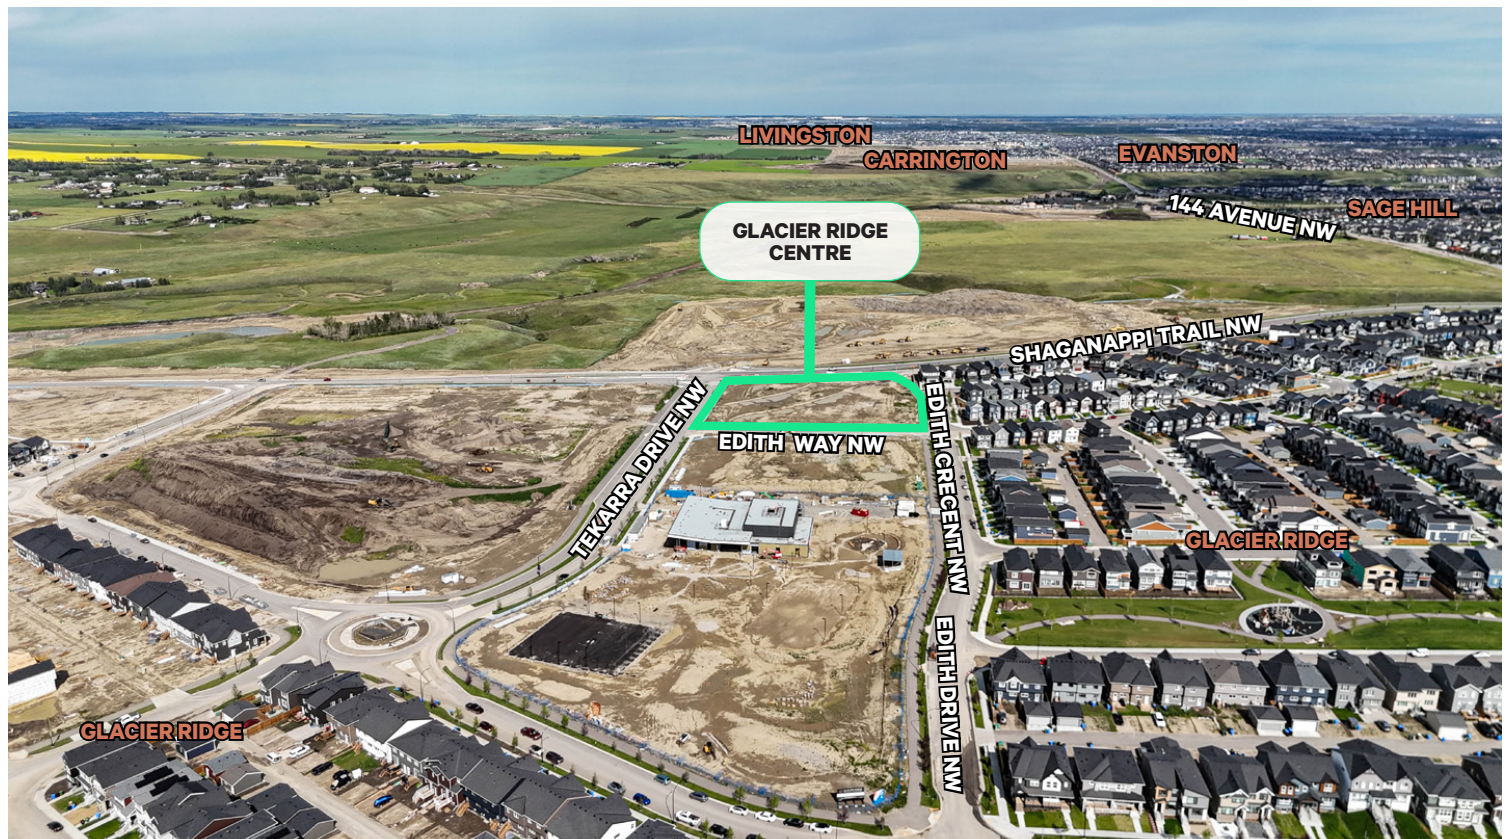 LIVINGSTON
CARRINGTON
EVANSTON
144 AVENUE NW
SAGE HILL
GLACIER RIDGE
CENTRE
SHAGANAPPI TRAIL NW
TEKARRA DRIVE NW
EDITH WAY NW
EDITH CRECENT NW
GLACIER RIDGE
EDITH DRIVE NW
GLACIER RIDGE